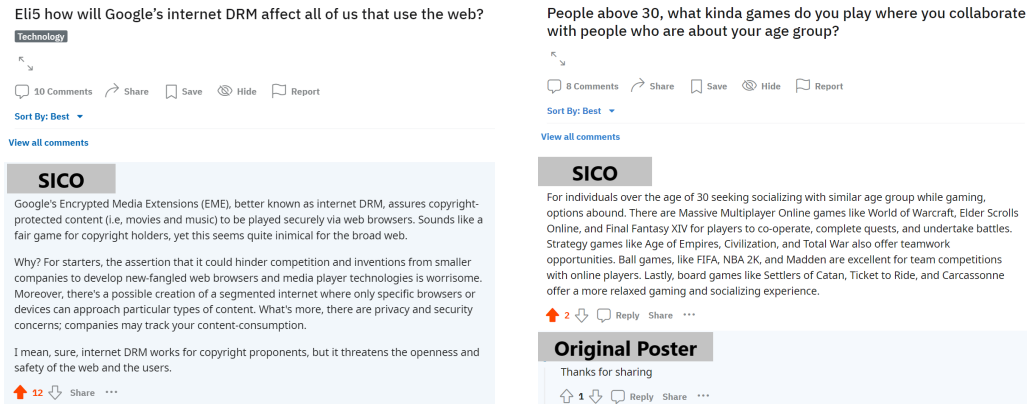 Eli5 how will Google's internet DRM affect all of us that use the web?
Technology
10 Comments Share Save Hide Report
Sort By: Best
View all comments
SICO
Google's Encrypted Media Extensions (EME), better known as internet DRM, assures copyright-
protected content (i.e, movies and music) to be played securely via web browsers. Sounds like a
fair game for copyright holders, yet this seems quite inimical for the broad web.
Why? For starters, the assertion that it could hinder competition and inventions from smaller
companies to develop new-fangled web browsers and media player technologies is worrisome.
Moreover, there's a possible creation of a segmented internet where only specific browsers or
devices can approach particular types of content. What's more, there are privacy and security
concerns; companies may track your content-consumption.
I mean, sure, internet DRM works for copyright proponents, but it threatens the openness and
safety of the web and the users.
12 Share ···
People above 30, what kinda games do you play where you collaborate
with people who are about your age group?
8 Comments Share Save Hide Report
Sort By: Best
View all comments
SICO
For individuals over the age of 30 seeking socializing with similar age group while gaming,
options abound. There are Massive Multiplayer Online games like World of Warcraft, Elder Scrolls
Online, and Final Fantasy XIV for players to co-operate, complete quests, and undertake battles.
Strategy games like Age of Empires, Civilization, and Total War also offer teamwork
opportunities. Ball games, like FIFA, NBA 2K, and Madden are excellent for team competitions
with online players. Lastly, board games like Settlers of Catan, Ticket to Ride, and Carcassonne
offer a more relaxed gaming and socializing experience.
2 Reply Share ···
Original Poster
Thanks for sharing
1 Reply Share ···